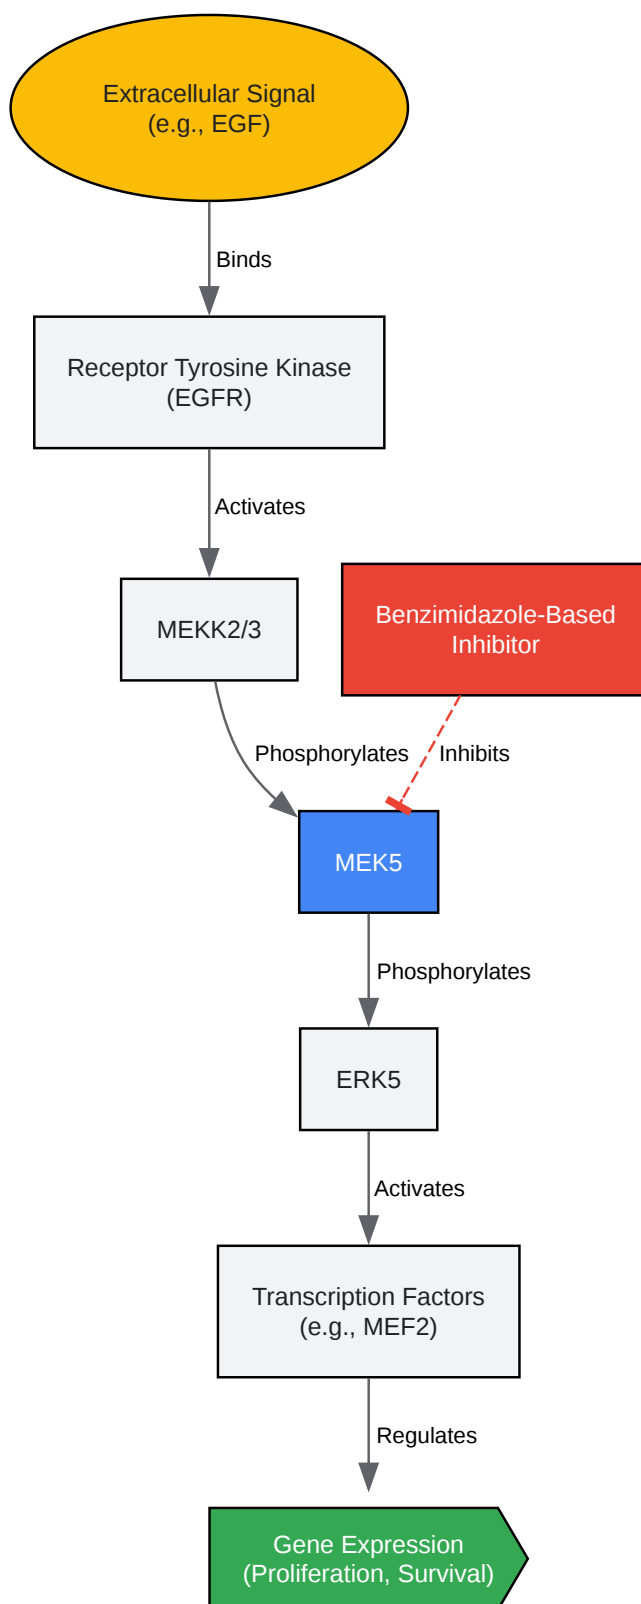 Extracellular Signal
(e.g., EGF)
Binds
Receptor Tyrosine Kinase
(EGFR)
Activates
MEKK2/3
Benzimidazole-Based
Inhibitor
Phosphorylates
Inhibits
MEK5
Phosphorylates
ERK5
Activates
Transcription Factors
(e.g., MEF2)
Regulates
Gene Expression
(Proliferation, Survival)